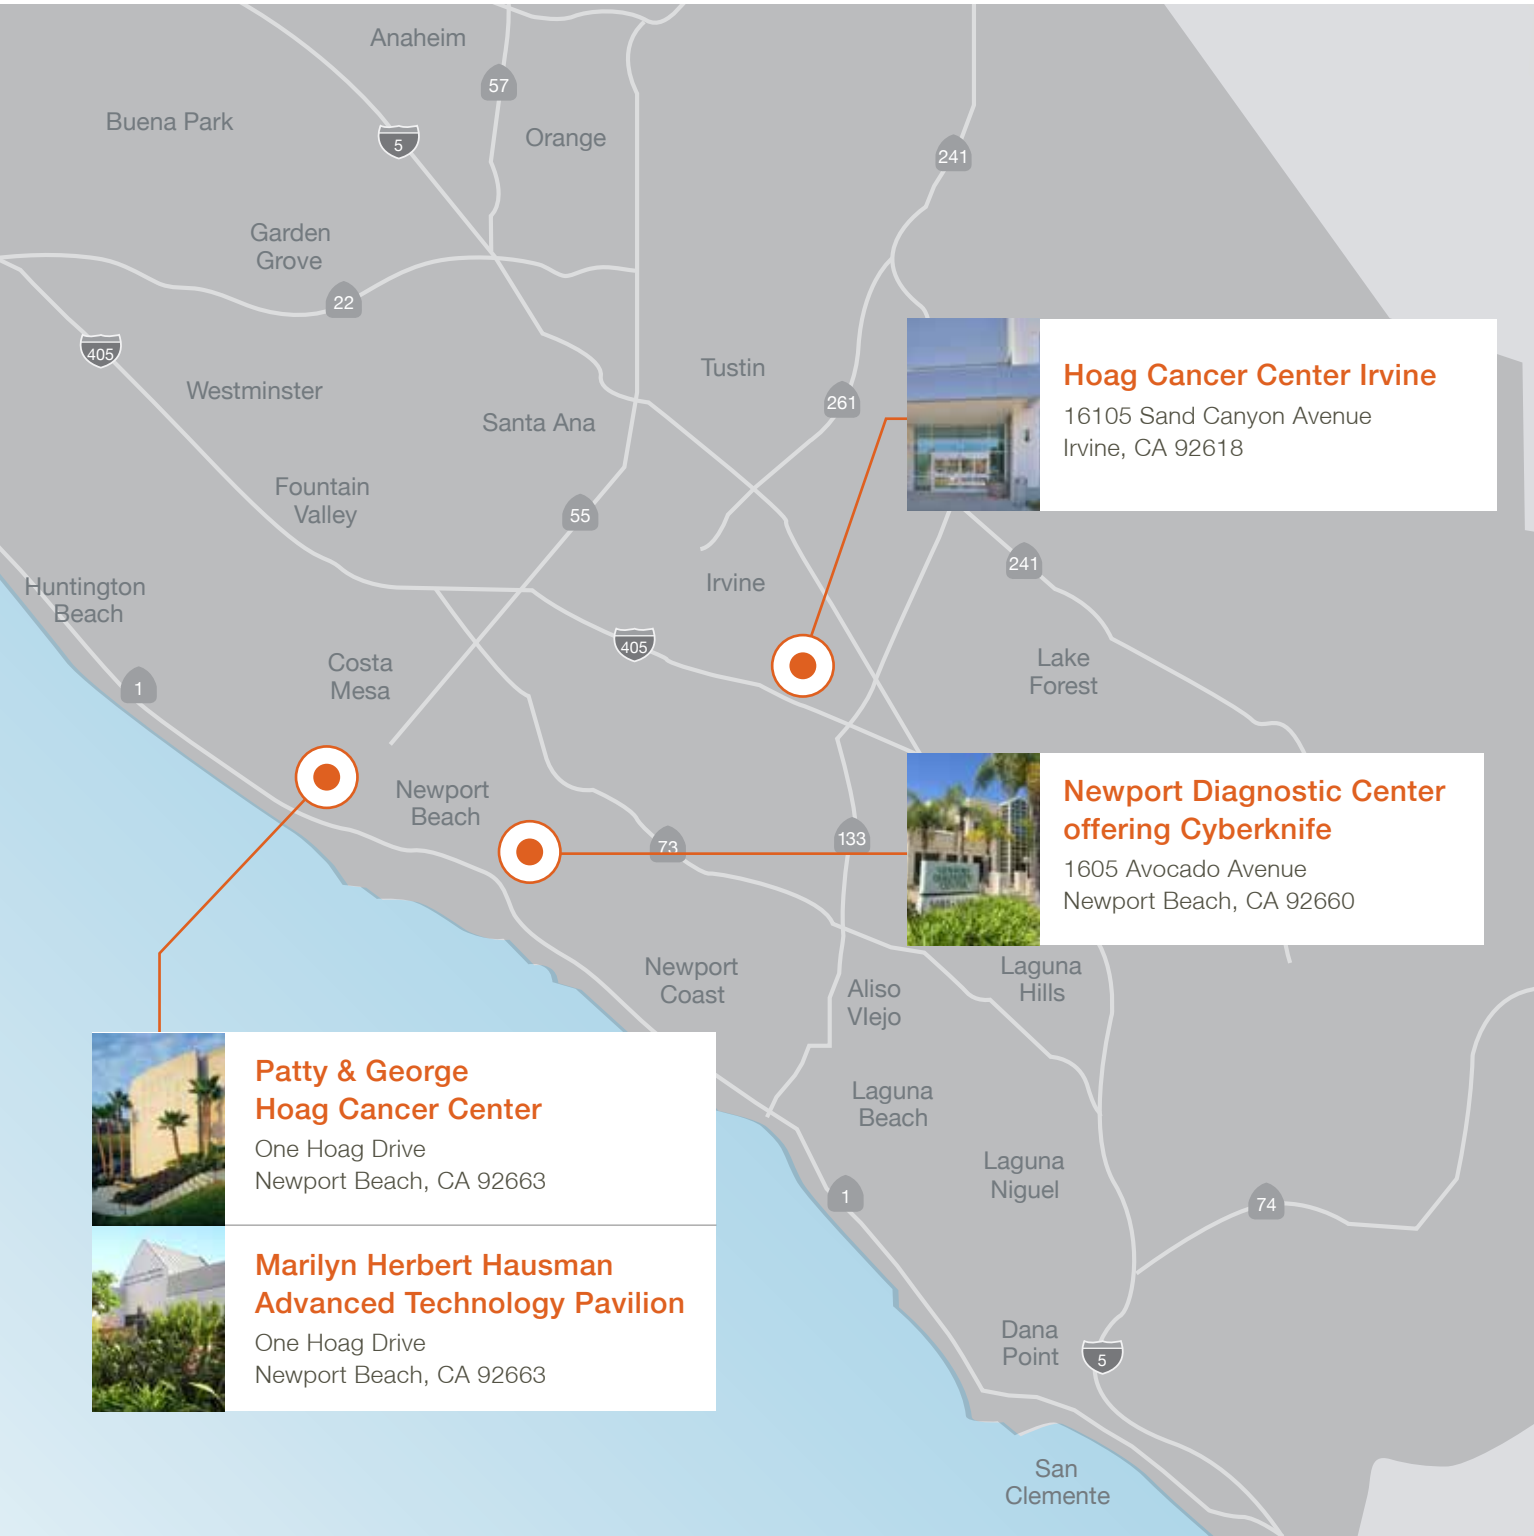 Anaheim
57
Buena Park
5
Orange
241
Garden
Grove
22
405
Westminster
Tustin
Santa Ana
261
Hoag Cancer Center Irvine
16105 Sand Canyon Avenue
Irvine, CA 92618
Fountain
Valley
55
241
Huntington
Beach
Irvine
405
Costa
Mesa
Lake
Forest
1
Newport
Beach
73
133
Newport Diagnostic Center
offering Cyberknife
1605 Avocado Avenue
Newport Beach, CA 92660
Newport
Coast
Aliso
VIejo
Laguna
Hills
Patty & George
Hoag Cancer Center
One Hoag Drive
Newport Beach, CA 92663
Laguna
Beach
Laguna
Niguel
1
74
Marilyn Herbert Hausman
Advanced Technology Pavilion
One Hoag Drive
Newport Beach, CA 92663
Dana
Point
5
San
Clemente